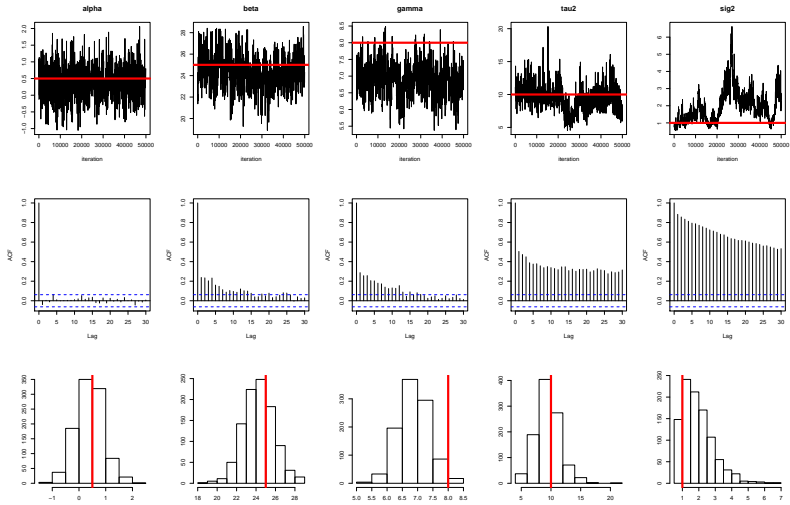 alpha beta gamma tau2 sig2
−1.0 −0.5 0.0 0.5 1.0 1.5 2.0
20 22 24 26 28
5.5 6.0 6.5 7.0 7.5 8.0 8.5
5 10 15 20
1 2 3 4 5 6
0 10000 20000 30000 40000 50000
0 10000 20000 30000 40000 50000
0 10000 20000 30000 40000 50000
0 10000 20000 30000 40000 50000
0 10000 20000 30000 40000 50000
iteration iteration iteration iteration iteration
ACF ACF ACF ACF ACF
0.0 0.2 0.4 0.6 0.8 1.0
0.0 0.2 0.4 0.6 0.8 1.0
0.0 0.2 0.4 0.6 0.8 1.0
0.0 0.2 0.4 0.6 0.8 1.0
0.0 0.2 0.4 0.6 0.8 1.0
0 5 10 15 20 25 30
0 5 10 15 20 25 30
0 5 10 15 20 25 30
0 5 10 15 20 25 30
0 5 10 15 20 25 30
Lag Lag Lag Lag Lag
0 50 100 150 200 250 300 350
0 50 100 150 200 250
0 100 200 300
0 100 200 300 400
0 50 100 150 200 250
−1 0 1 2
18 20 22 24 26 28
5.0 5.5 6.0 6.5 7.0 7.5 8.0 8.5
5 10 15 20
1 2 3 4 5 6 7